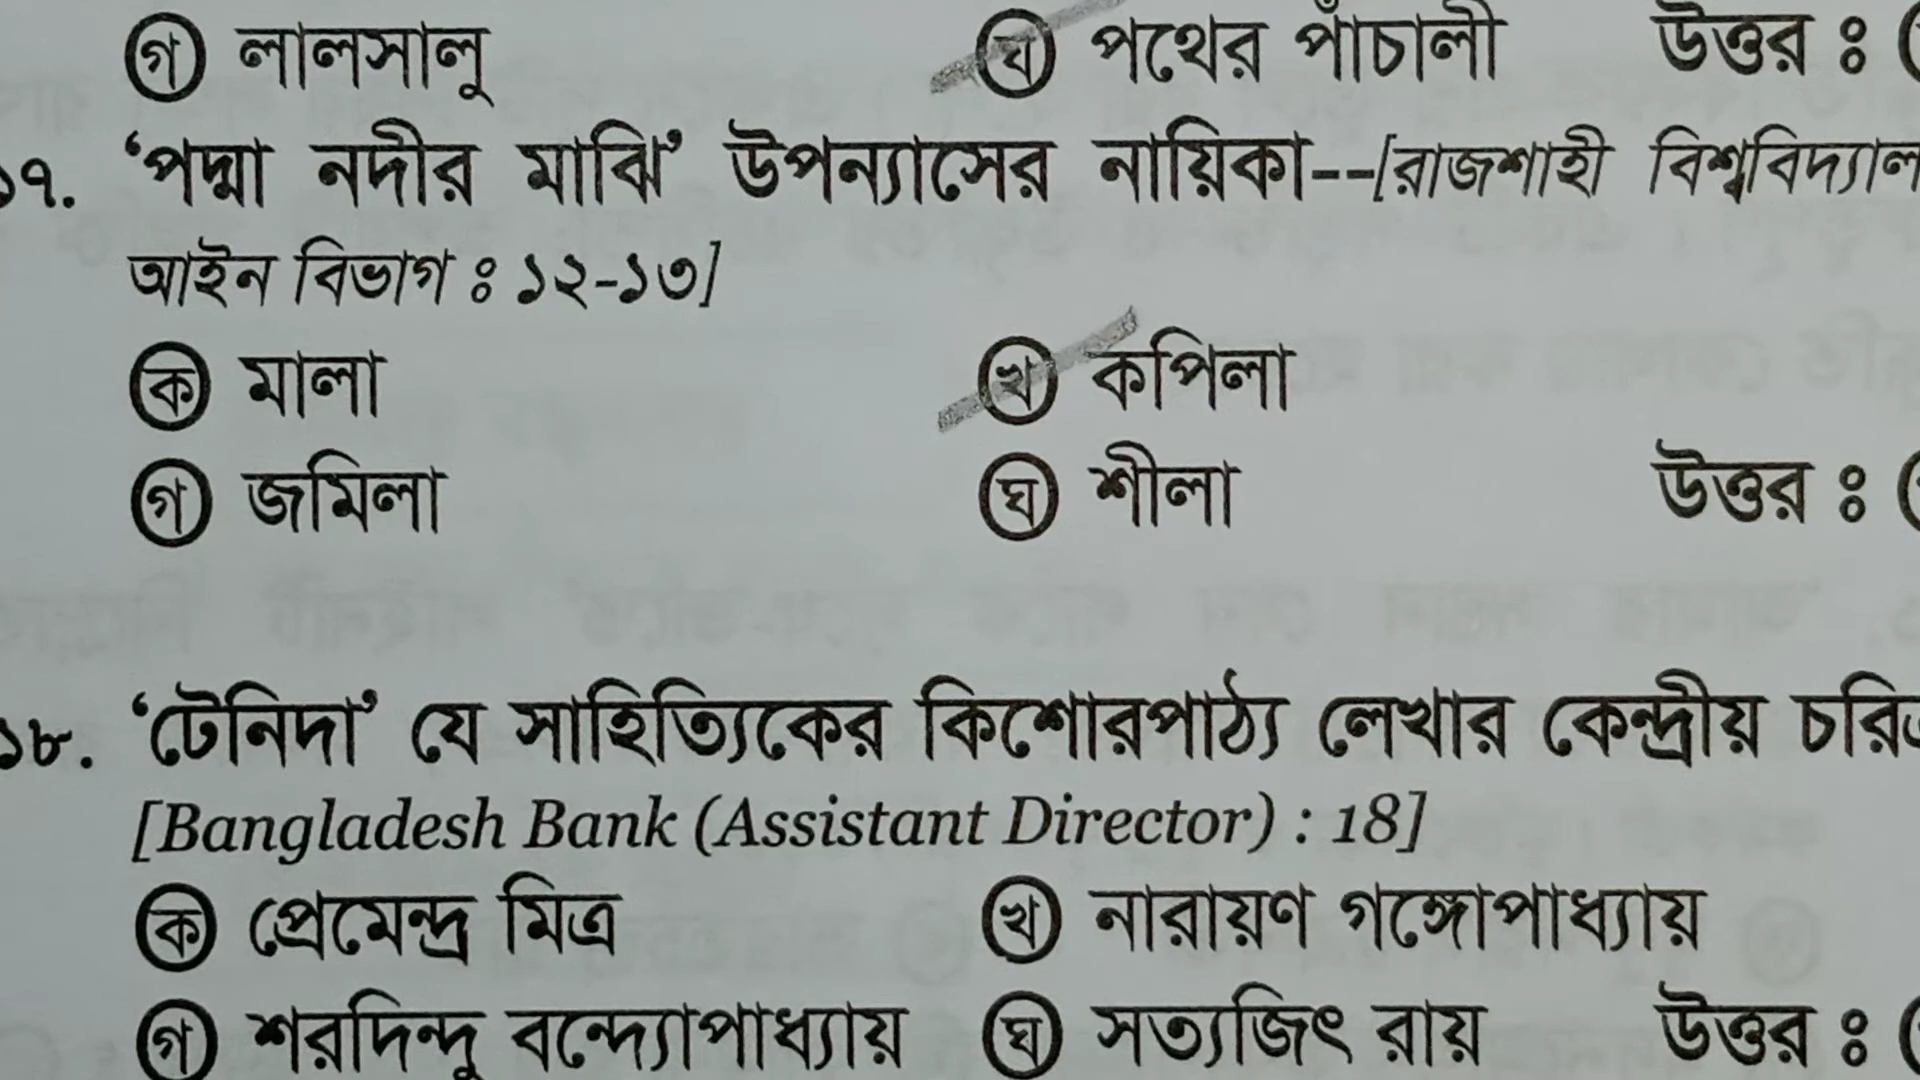 গ লালসালু ঘ পথের পাঁচালী উত্তর ঃ
১৭. ‘পদ্মা নদীর মাঝি’ উপন্যাসের নায়িকা--[রাজশাহী বিশ্ববিদ্যাল
আইন বিভাগ ঃ ১২-১৩]
ক মালা খ কপিলা
গ জমিলা ঘ শীলা উত্তর ঃ
১৮. ‘টেনিদা’ যে সাহিত্যিকের কিশোরপাঠ্য লেখার কেন্দ্রীয় চরি
[Bangladesh Bank (Assistant Director) : 18]
ক প্রেমেন্দ্র মিত্র খ নারায়ণ গঙ্গোপাধ্যায়
গ শরদিন্দু বন্দ্যোপাধ্যায় ঘ সত্যজিৎ রায় উত্তর ঃ